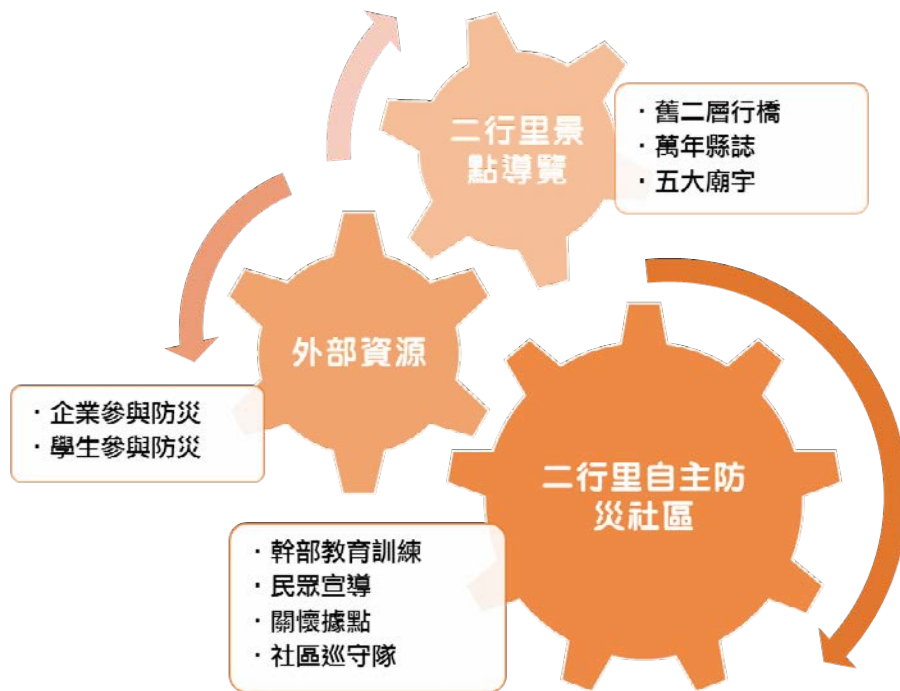 二行里景
點導覽
· 舊二層行橋
· 萬年縣誌
· 五大廟宇
外部資源
· 企業參與防災
· 學生參與防災
二行里自主防
災社區
· 幹部教育訓練
· 民眾宣導
· 關懷據點
· 社區巡守隊